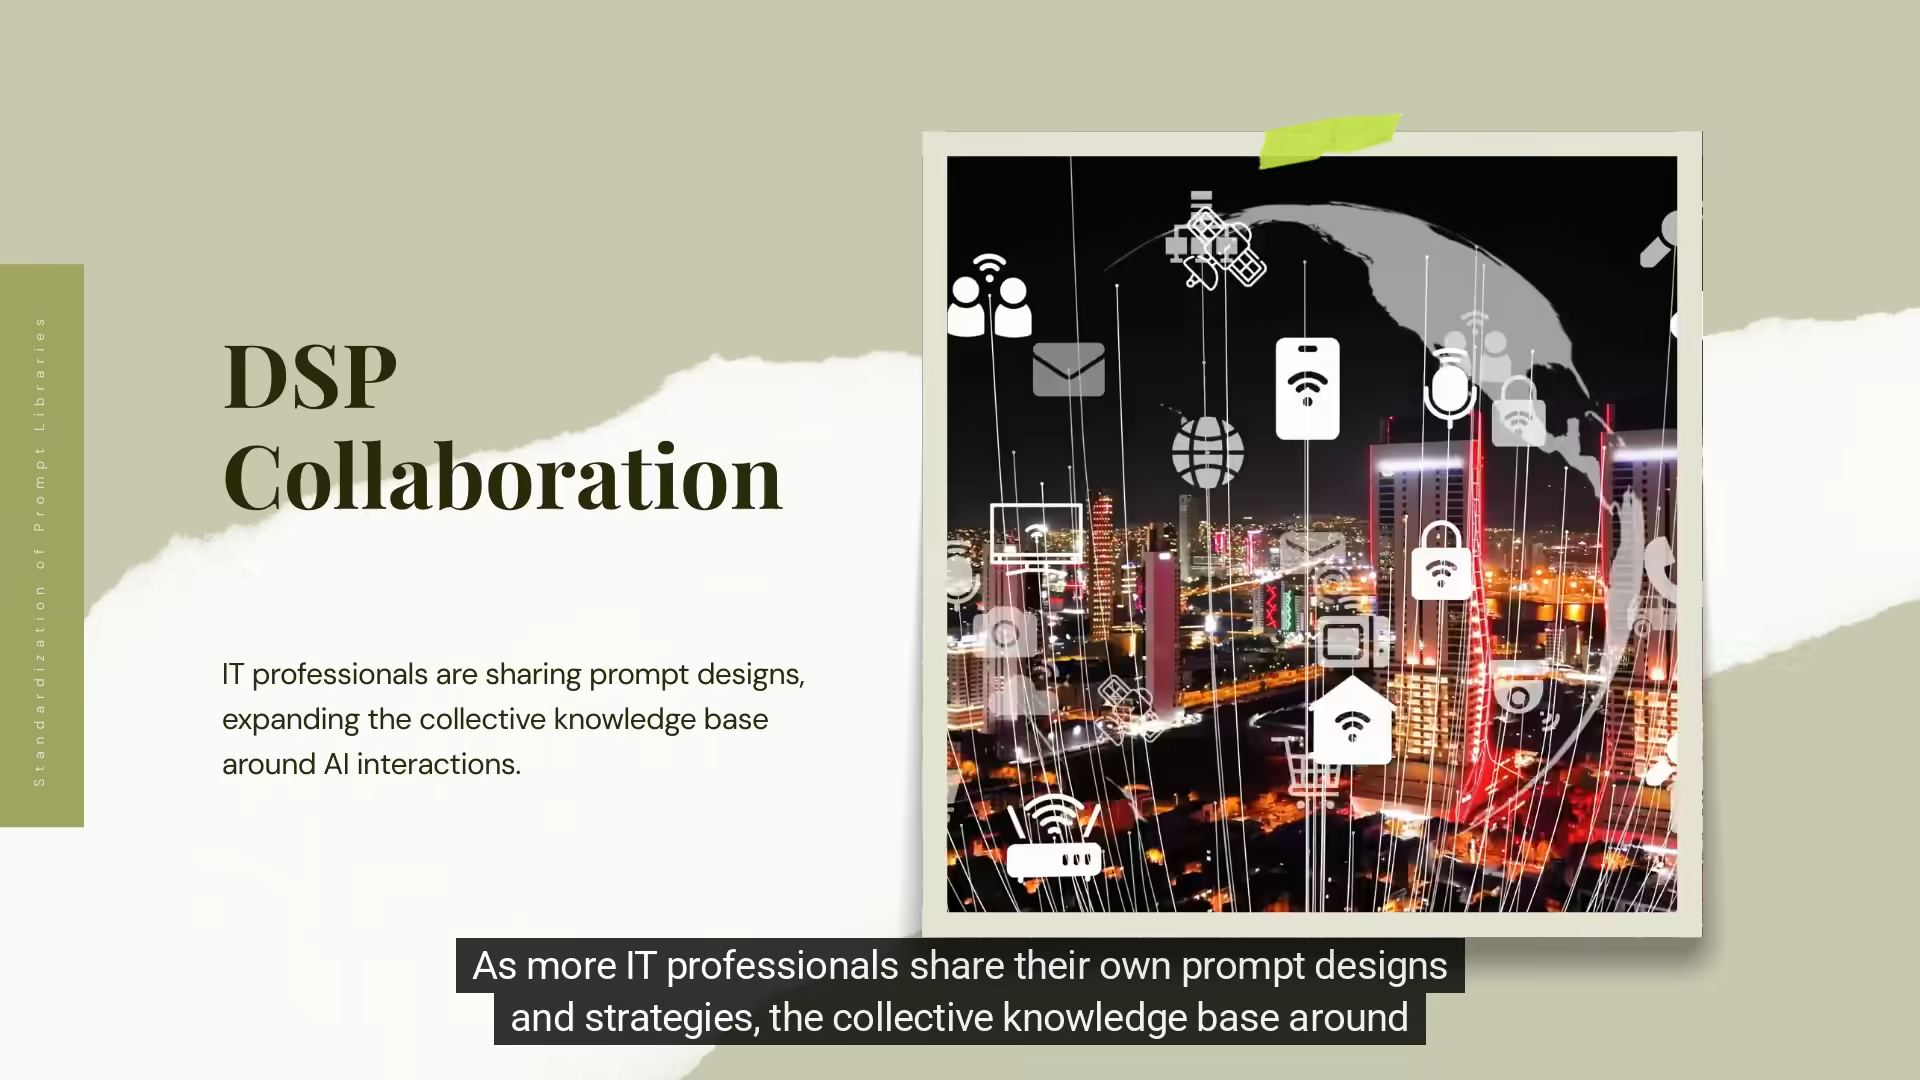 Standardization of Prompt Libraries
DSP
Collaboration
IT professionals are sharing prompt designs,
expanding the collective knowledge base
around AI interactions.
As more IT professionals share their own prompt designs
and strategies, the collective knowledge base around